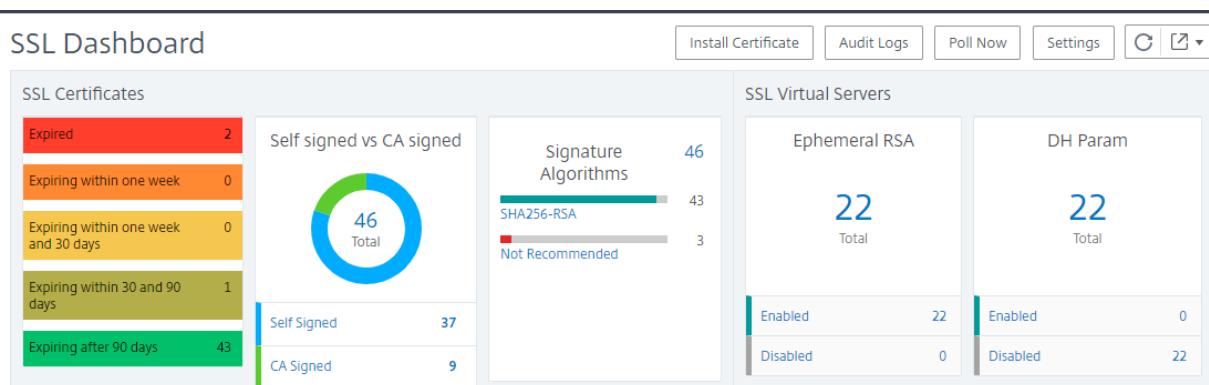 SSL Dashboard
Install Certificate
Audit Logs
Poll Now
Settings
SSL Certificates
Expired 2
Expiring within one week 0
Expiring within one week 0
and 30 days
Expiring within 30 and 90 1
days
Expiring after 90 days 43
Self signed vs CA signed
46
Total
Self Signed 37
CA Signed 9
Signature 46
Algorithms
43
SHA256-RSA
3
Not Recommended
SSL Virtual Servers
Ephemeral RSA
22
Total
Enabled 22
Disabled 0
DH Param
22
Total
Enabled 0
Disabled 22